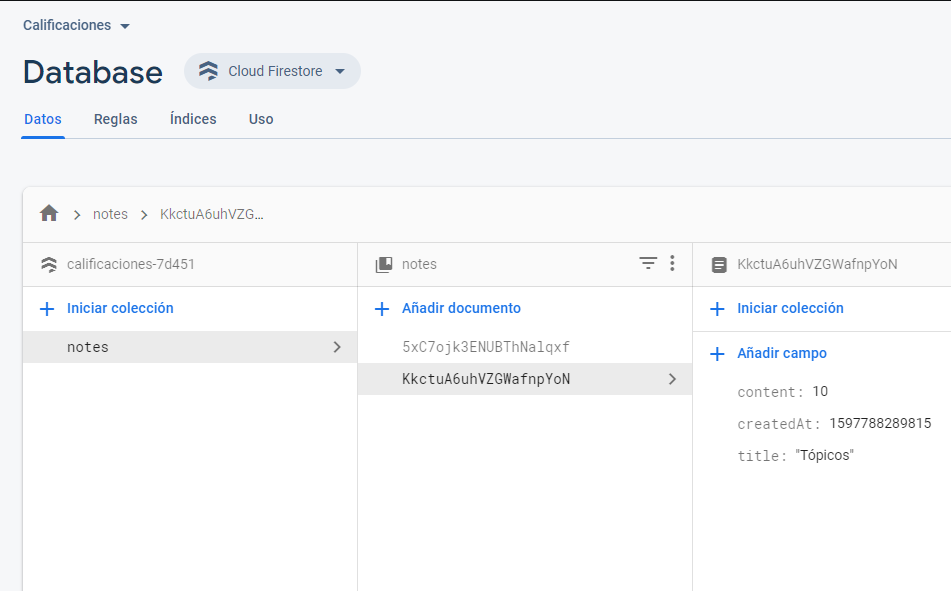 Calificaciones
Database
Cloud Firestore
Datos
Reglas
Índices
Uso
notes
KkctuA6uhVZG…
calificaciones-7d451
Iniciar colección
notes
notes
Añadir documento
5xC7ojk3ENUBThNalqxf
KkctuA6uhVZGWafnpYoN
KkctuA6uhVZGWafnpYoN
Iniciar colección
Añadir campo
content: 10
createdAt: 1597788289815
title: "Tópicos"